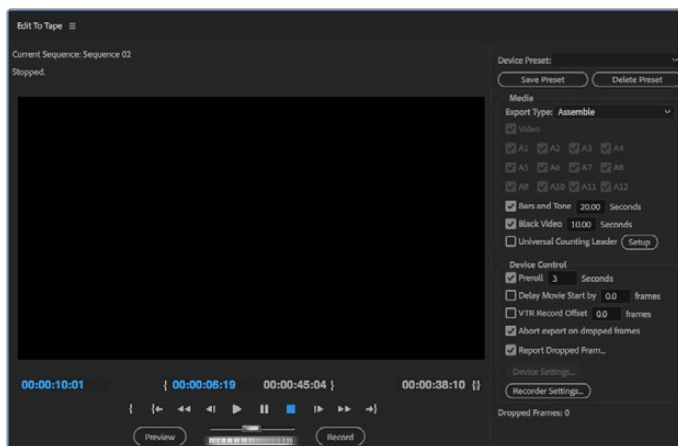 Edit To Tape
Current Sequence: Sequence 02
Stopped.
00:00:10:01
{ 00:00:06:19
00:00:45:04 }
00:00:38:10 {}
Preview
Record
Device Preset:
Save Preset
Delete Preset
Media
Export Type: Assemble
Video
A1 A2 A3 A4
A5 A6 A7 A8
A9 A10 A11 A12
Bars and Tone 20.00 Seconds
Black Video 10.00 Seconds
Universal Counting Leader Setup
Device Control
Preroll 3 Seconds
Delay Movie Start by 0.0 frames
VTR Record Offset 0.0 frames
Abort export on dropped frames
Report Dropped Fram...
Device Settings...
Recorder Settings...
Dropped Frames: 0